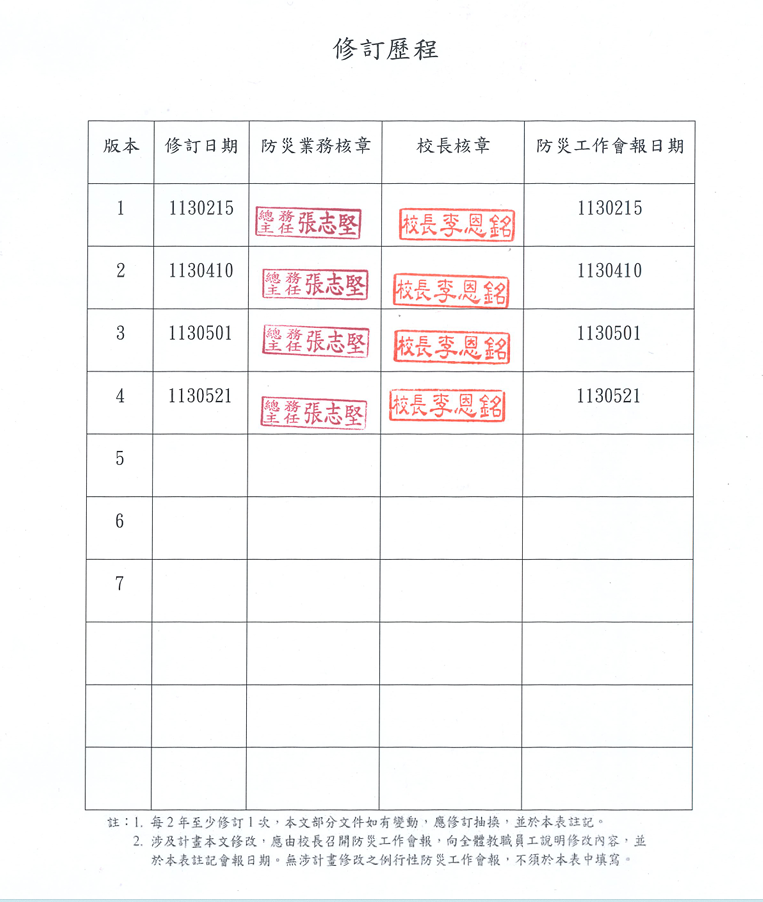 修訂歷程
版本 修訂日期 防災業務核章 校長核章 防災工作會報日期
1 1130215 總務主任 張志堅 校長 李恩銘 1130215
2 1130410 總務主任 張志堅 校長 李恩銘 1130410
3 1130501 總務主任 張志堅 校長 李恩銘 1130501
4 1130521 總務主任 張志堅 校長 李恩銘 1130521
5
6
7
註：1. 每2年至少修訂1次，本文部分文件如有變動，應修訂抽換，並於本表註記。
2. 涉及計畫本文修改，應由校長召開防災工作會報，向全體教職員工說明修改內容，並
於本表註記會報日期。無涉計畫修改之例行性防災工作會報，不須於本表中填寫。